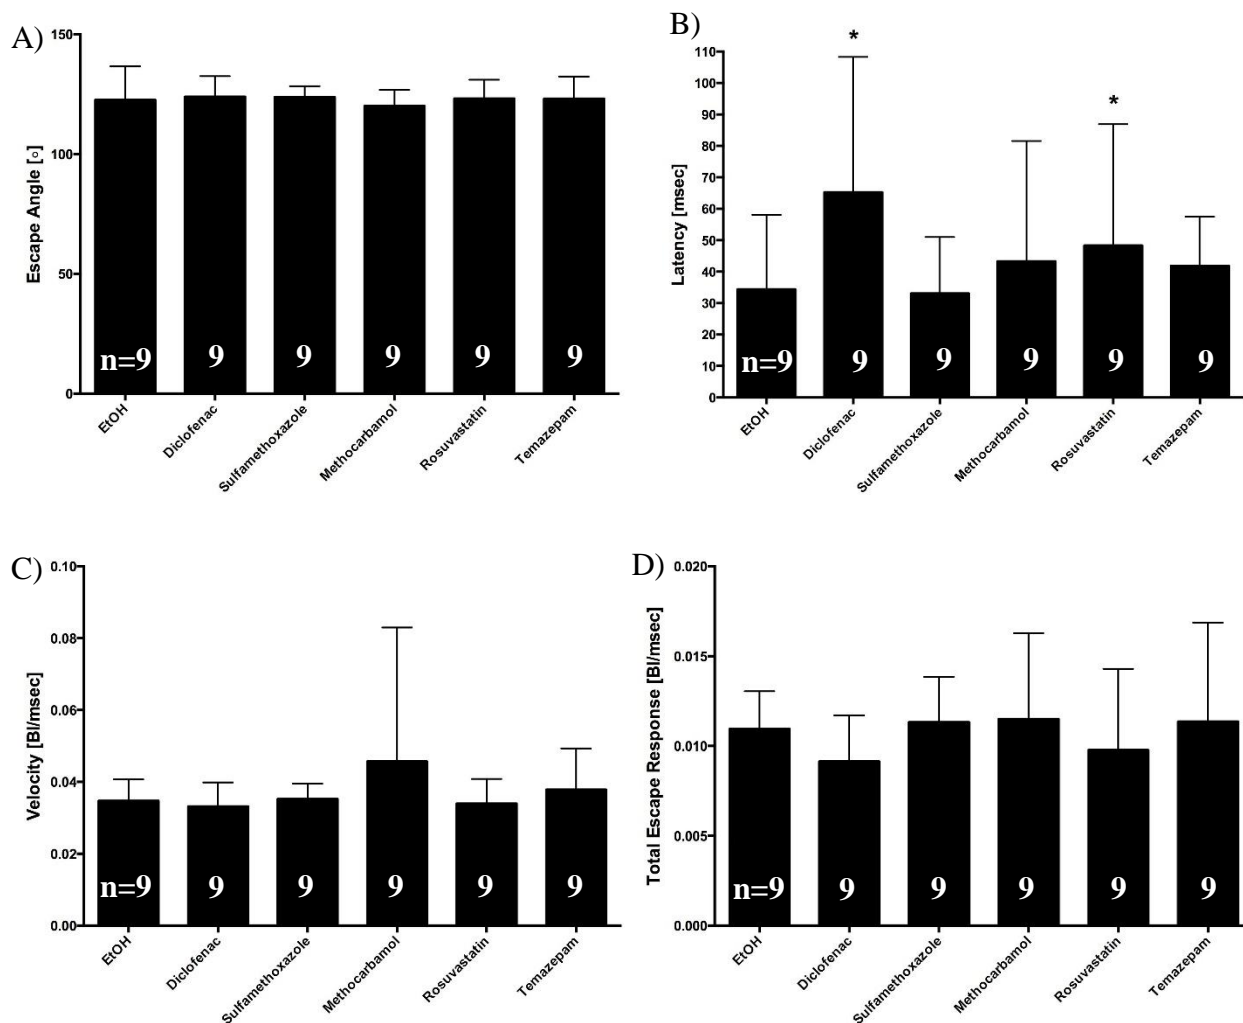 A)
Escape Angle [o]
150
100
50
0
n=9 9 9 9 9 9
EtOH
Diclofenac
Sulfamethoxazole
Methocarbamol
Rosuvastatin
Temazepam
B)
Latency [msec]
110
100
90
80
70
60
50
40
30
20
10
0
*
*
n=9 9 9 9 9 9
EtOH
Diclofenac
Sulfamethoxazole
Methocarbamol
Rosuvastatin
Temazepam
C)
Velocity [Bl/msec]
0.10
0.08
0.06
0.04
0.02
0.00
n=9 9 9 9 9 9
EtOH
Diclofenac
Sulfamethoxazole
Methocarbamol
Rosuvastatin
Temazepam
D)
Total Escape Response [Bl/msec]
0.020
0.015
0.010
0.005
0.000
n=9 9 9 9 9 9
EtOH
Diclofenac
Sulfamethoxazole
Methocarbamol
Rosuvastatin
Temazepam